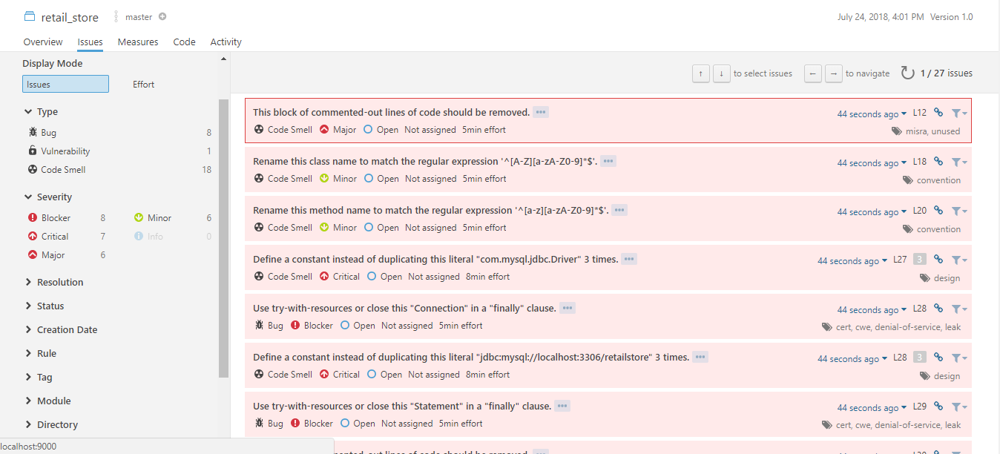 retail_store master July 24, 2018, 4:01 PM Version 1.0
Overview Issues Measures Code Activity
Display Mode
Issues Effort
Type
Bug 8
Vulnerability 1
Code Smell 18
Severity
Blocker 8 Minor 6
Critical 7 Info 0
Major 6
Resolution
Status
Creation Date
Rule
Tag
Module
Directory
localhost:9000
↑ ↓ to select issues ← → to navigate 1 / 27 issues
This block of commented-out lines of code should be removed. ••• 44 seconds ago L12
Code Smell Major Open Not assigned 5min effort misra, unused
Rename this class name to match the regular expression '^[A-Z][a-zA-Z0-9]*$'. ••• 44 seconds ago L18
Code Smell Minor Open Not assigned 5min effort convention
Rename this method name to match the regular expression '^[a-z][a-zA-Z0-9]*$'. ••• 44 seconds ago L20
Code Smell Minor Open Not assigned 5min effort convention
Define a constant instead of duplicating this literal "com.mysql.jdbc.Driver" 3 times. ••• 44 seconds ago L27 3
Code Smell Critical Open Not assigned 8min effort design
Use try-with-resources or close this "Connection" in a "finally" clause. ••• 44 seconds ago L28
Bug Blocker Open Not assigned 5min effort cert, cwe, denial-of-service, leak
Define a constant instead of duplicating this literal "jdbc:mysql://localhost:3306/retailstore" 3 times. ••• 44 seconds ago L28 3
Code Smell Critical Open Not assigned 8min effort design
Use try-with-resources or close this "Statement" in a "finally" clause. ••• 44 seconds ago L29
Bug Blocker Open Not assigned 5min effort cert, cwe, denial-of-service, leak